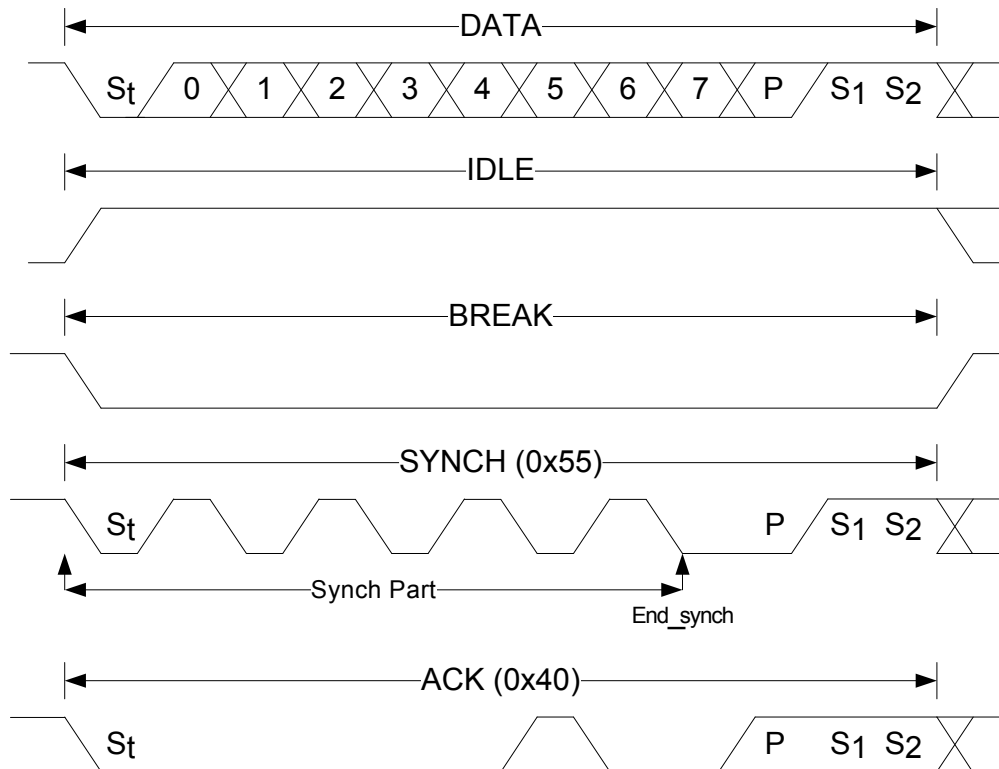 DATA
St 0 1 2 3 4 5 6 7 P S1 S2
IDLE
BREAK
SYNCH (0x55)
St P S1 S2
Synch Part
End_synch
ACK (0x40)
St P S1 S2